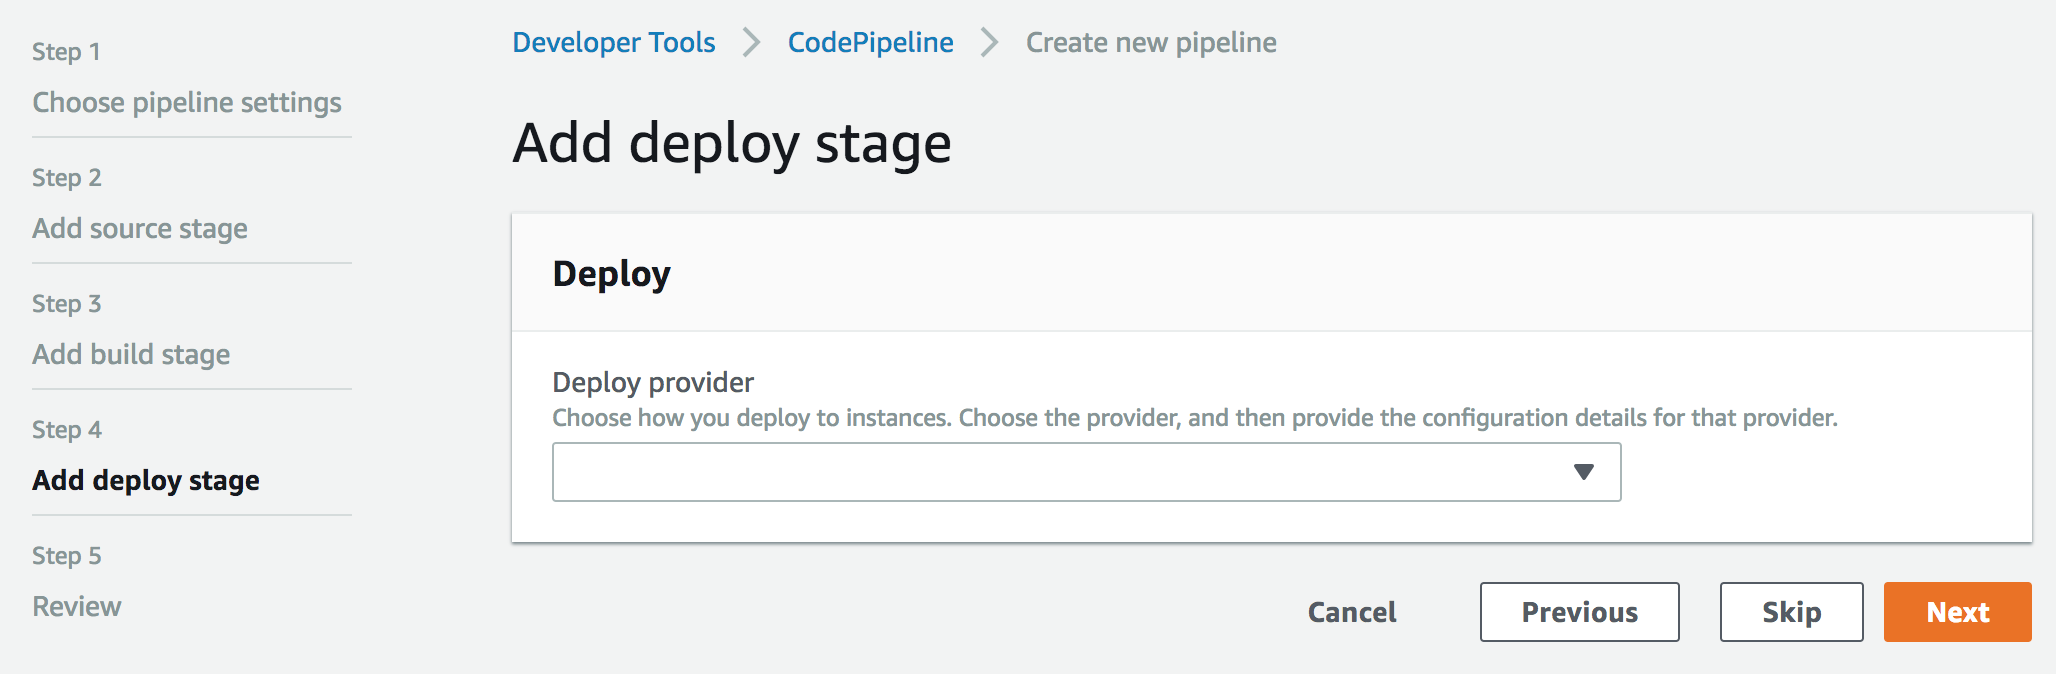 Step 1
Choose pipeline settings
Step 2
Add source stage
Step 3
Add build stage
Step 4
Add deploy stage
Step 5
Review
Developer Tools
CodePipeline
Create new pipeline
Add deploy stage
Deploy
Deploy provider
Choose how you deploy to instances. Choose the provider, and then provide the configuration details for that provider.
Cancel
Previous
Skip
Next